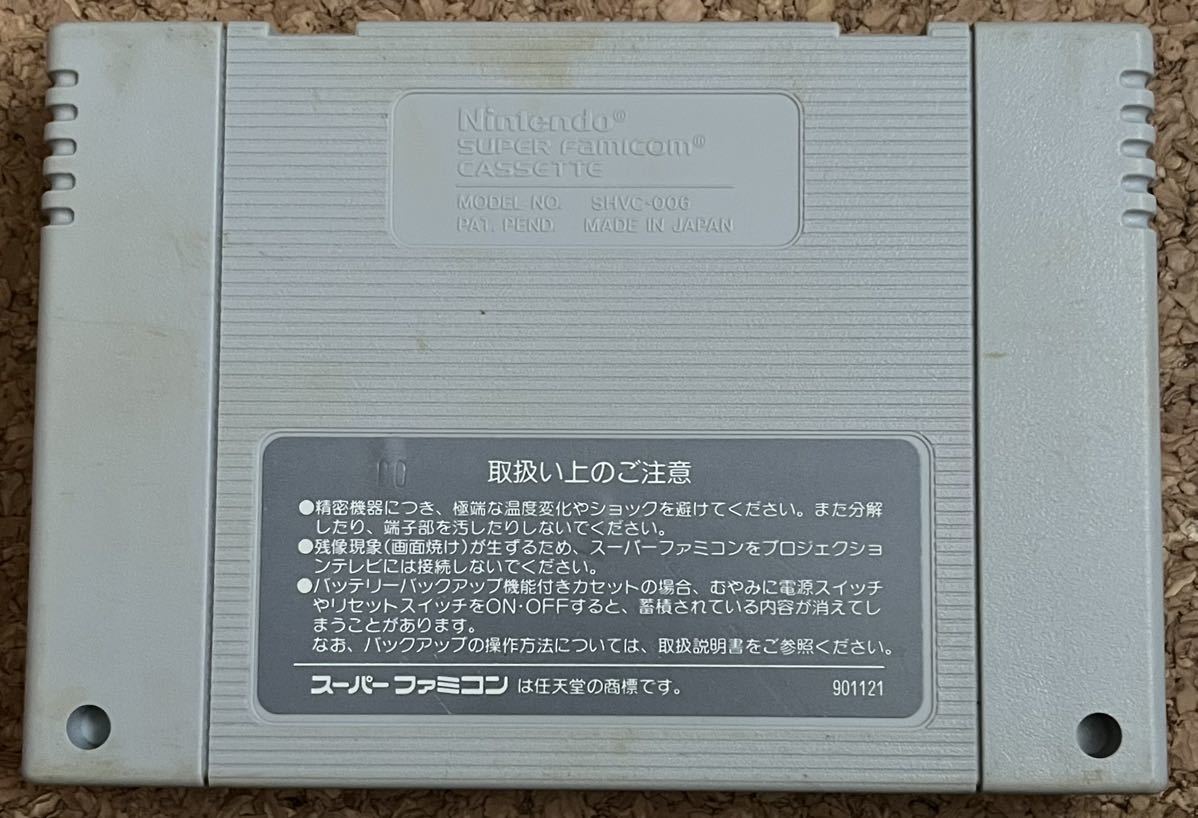 Nintendo®
SUPER Famicom®
CASSETTE
MODEL NO. SHVC-006
PAT. PEND. MADE IN JAPAN
00
取扱い上のご注意
●精密機器につき、極端な温度変化やショックを避けてください。また分解
したり、端子部を汚したりしないでください。
●残像現象(画面焼け)が生ずるため、スーパーファミコンをプロジェクショ
ンテレビには接続しないでください。
●バッテリーバックアップ機能付きカセットの場合、むやみに電源スイッチ
やリセットスイッチをON・OFFすると、蓄積されている内容が消えてし
まうことがあります。
なお、バックアップの操作方法については、取扱説明書をご参照ください。
スーパーファミコンは任天堂の商標です。 901121